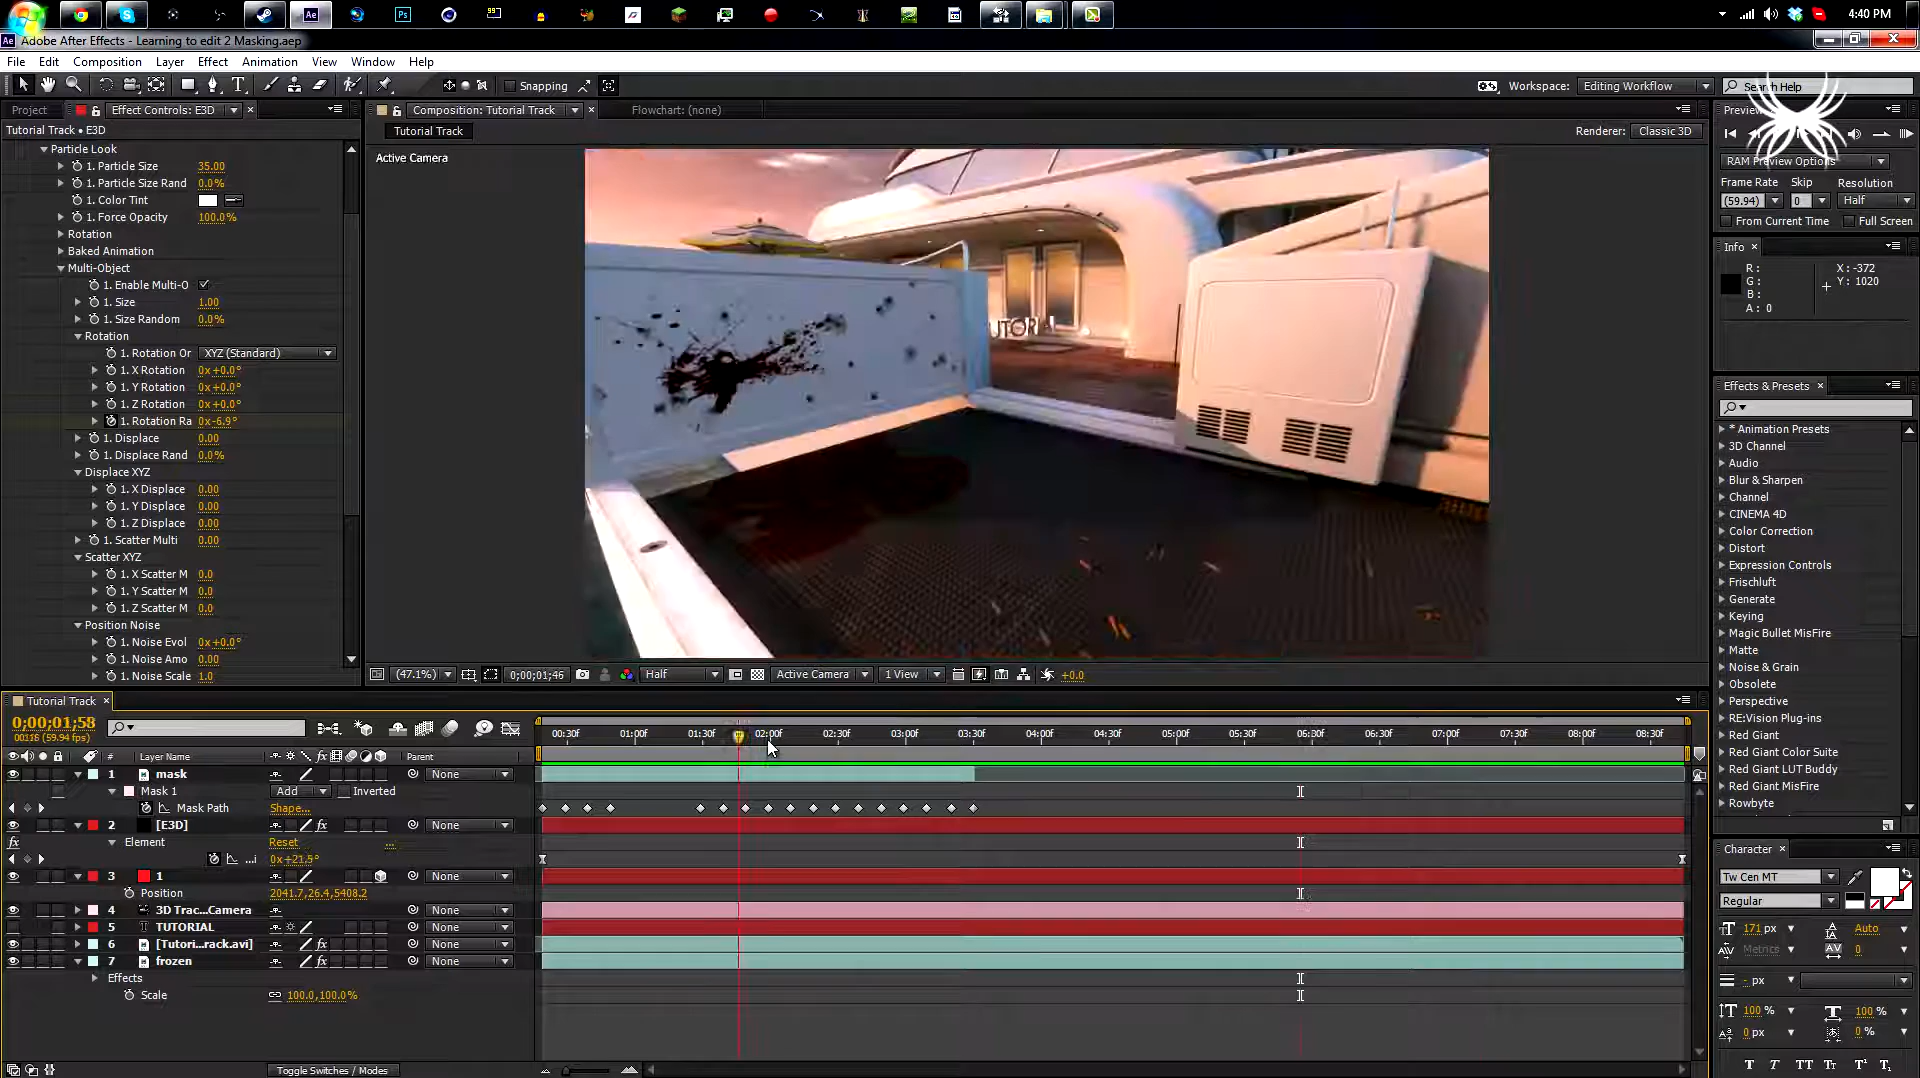 4:40 PM
Adobe After Effects - Learning to edit 2 Masking.aep
File Edit Composition Layer Effect Animation View Window Help
Snapping
Workspace: Editing Workflow
Search Help
Project Effect Controls: E3D
Composition: Tutorial Track Flowchart: (none)
Tutorial Track • E3D
Tutorial Track
Renderer: Classic 3D
Active Camera
Particle Look
1. Particle Size 35.00
1. Particle Size Rand 0.0%
1. Color Tint
1. Force Opacity 100.0%
Rotation
Baked Animation
Multi-Object
1. Enable Multi-O
1. Size 1.00
1. Size Random 0.0%
Rotation
1. Rotation Or XYZ (Standard)
1. X Rotation 0x+0.0°
1. Y Rotation 0x+0.0°
1. Z Rotation 0x+0.0°
1. Rotation Ra 0x-6.9°
1. Displace 0.00
1. Displace Rand 0.0%
Displace XYZ
1. X Displace 0.00
1. Y Displace 0.00
1. Z Displace 0.00
1. Scatter Multi 0.00
Scatter XYZ
1. X Scatter M 0.0
1. Y Scatter M 0.0
1. Z Scatter M 0.0
Position Noise
1. Noise Evol 0x+0.0°
1. Noise Amo 0.00
1. Noise Scale 1.0
UTORIAL
(47.1%) 0;00;01;46 Half Active Camera 1 View +0.0
Preview
RAM Preview Options
Frame Rate Skip Resolution
(59.94) 0 Half
From Current Time Full Screen
Info
R: X: -372
G: Y: 1020
B:
A: 0
Effects & Presets
* Animation Presets
3D Channel
Audio
Blur & Sharpen
Channel
CINEMA 4D
Color Correction
Distort
Expression Controls
Frischluft
Generate
Keying
Magic Bullet MisFire
Matte
Noise & Grain
Obsolete
Perspective
RE:Vision Plug-ins
Red Giant
Red Giant Color Suite
Red Giant LUT Buddy
Red Giant MisFire
Rowbyte
Character
Tw Cen MT
Regular
171 px Auto
Metrics 0
- px
100 % 100 %
0 px 0 %
Tutorial Track
0;00;01;58
00116 (59.94 fps)
00:30f 01:00f 01:30f 02:00f 02:30f 03:00f 03:30f 04:00f 04:30f 05:00f 05:30f 06:00f 06:30f 07:00f 07:30f 08:00f 08:30f
# Layer Name Parent
1 mask None
Mask 1 Add Inverted
Mask Path Shape...
2 [E3D] None
Element Reset ...
...i 0x+21.5°
3 1 None
Position 2041.7,26.4,5408.2
4 3D Trac...Camera None
5 TUTORIAL None
6 [Tutori...rack.avi] None
7 frozen None
Effects
Scale 100.0,100.0%
Toggle Switches / Modes